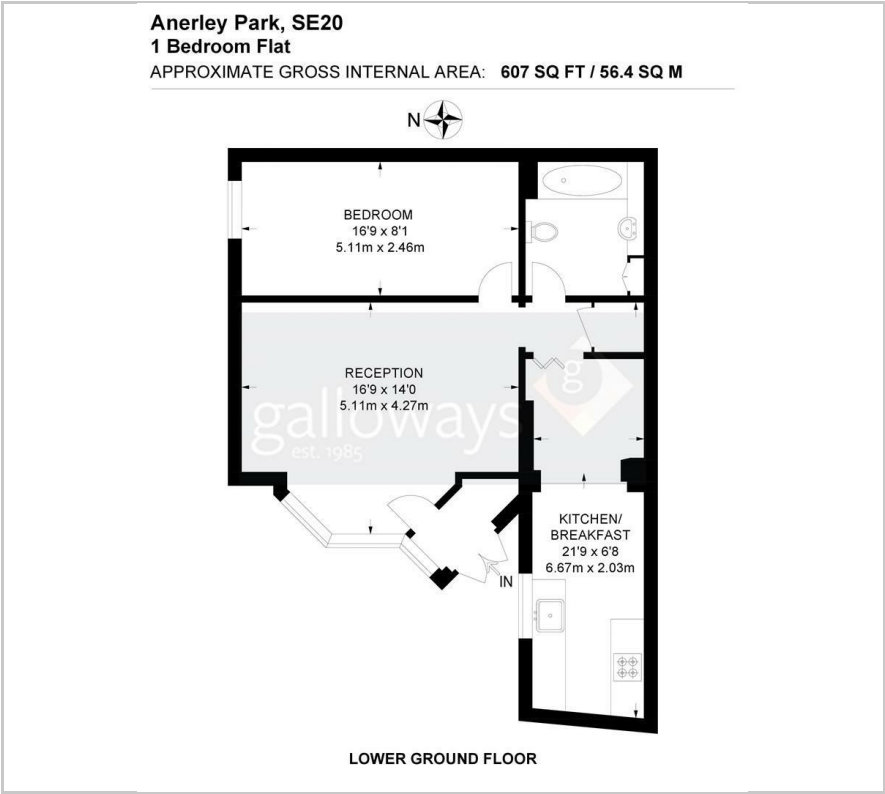 Anerley Park, SE20
1 Bedroom Flat
APPROXIMATE GROSS INTERNAL AREA: 607 SQ FT / 56.4 SQ M
N
BEDROOM
16'9 x 8'1
5.11m x 2.46m
RECEPTION
16'9 x 14'0
5.11m x 4.27m
g
galloways
est. 1985
KITCHEN/
BREAKFAST
21'9 x 6'8
6.67m x 2.03m
IN
LOWER GROUND FLOOR